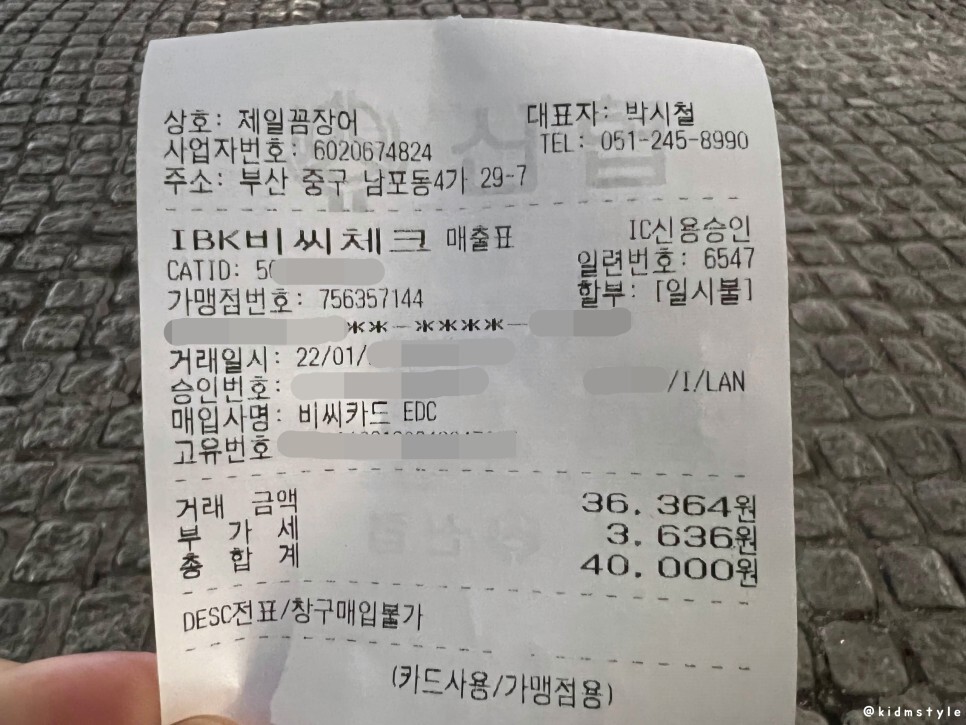 상호: 제일꼼장어 대표자: 박시철
사업자번호: 6020674824 TEL: 051-245-8990
주소: 부산 중구 남포동4가 29-7
IBK비씨체크 매출표 IC신용승인
CATID: 5 일련번호: 6547
가맹점번호: 756357144 할부: [일시불]
**-****-
거래일시: 22/01/
승인번호: /I/LAN
매입사명: 비씨카드 EDC
고유번호
거래 금액 36.364원
부 가 세 3.636원
총 합 계 40.000원
DESC전표/창구매입불가
(카드사용/가맹점용)
@kidmstyle